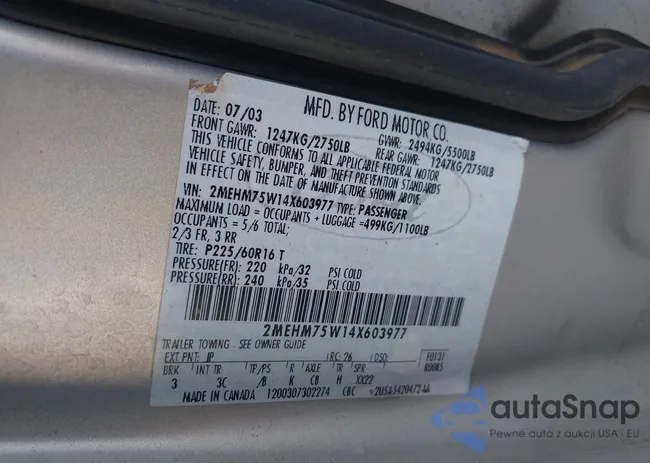 DATE: 07/03
MFD. BY FORD MOTOR CO.
FRONT GAWR: 1247KG/2750LB
GVWR: 2494KG/5500LB
REAR GAWR: 1247KG/2750LB
THIS VEHICLE CONFORMS TO ALL APPLICABLE FEDERAL MOTOR
VEHICLE SAFETY, BUMPER, AND THEFT PREVENTION STANDARDS
IN EFFECT ON THE DATE OF MANUFACTURE SHOWN ABOVE.
VIN: 2MEHM75W14X603977 TYPE: PASSENGER
MAXIMUM LOAD = OCCUPANTS + LUGGAGE =499KG/1100LB
OCCUPANTS = 5/6 TOTAL;
2/3 FR, 3 RR
TIRE: P225/60R16 T
PRESSURE(FR) 220 kPa/32 PSI COLD
PRESSURE(RR) 240 kPa/35 PSI COLD
2MEHM75W14X603977
TRAILER TOWING - SEE OWNER GUIDE
EXT PNT: JP RC: 26 DSO: F0131
R0085
BRK INT TR TP/PS R AXLE TR SPR
3 3C /B K C8 H XX22
MADE IN CANADA 1200307302274 CBC
autaSnap
Pewne auta z aukcji USA - EU